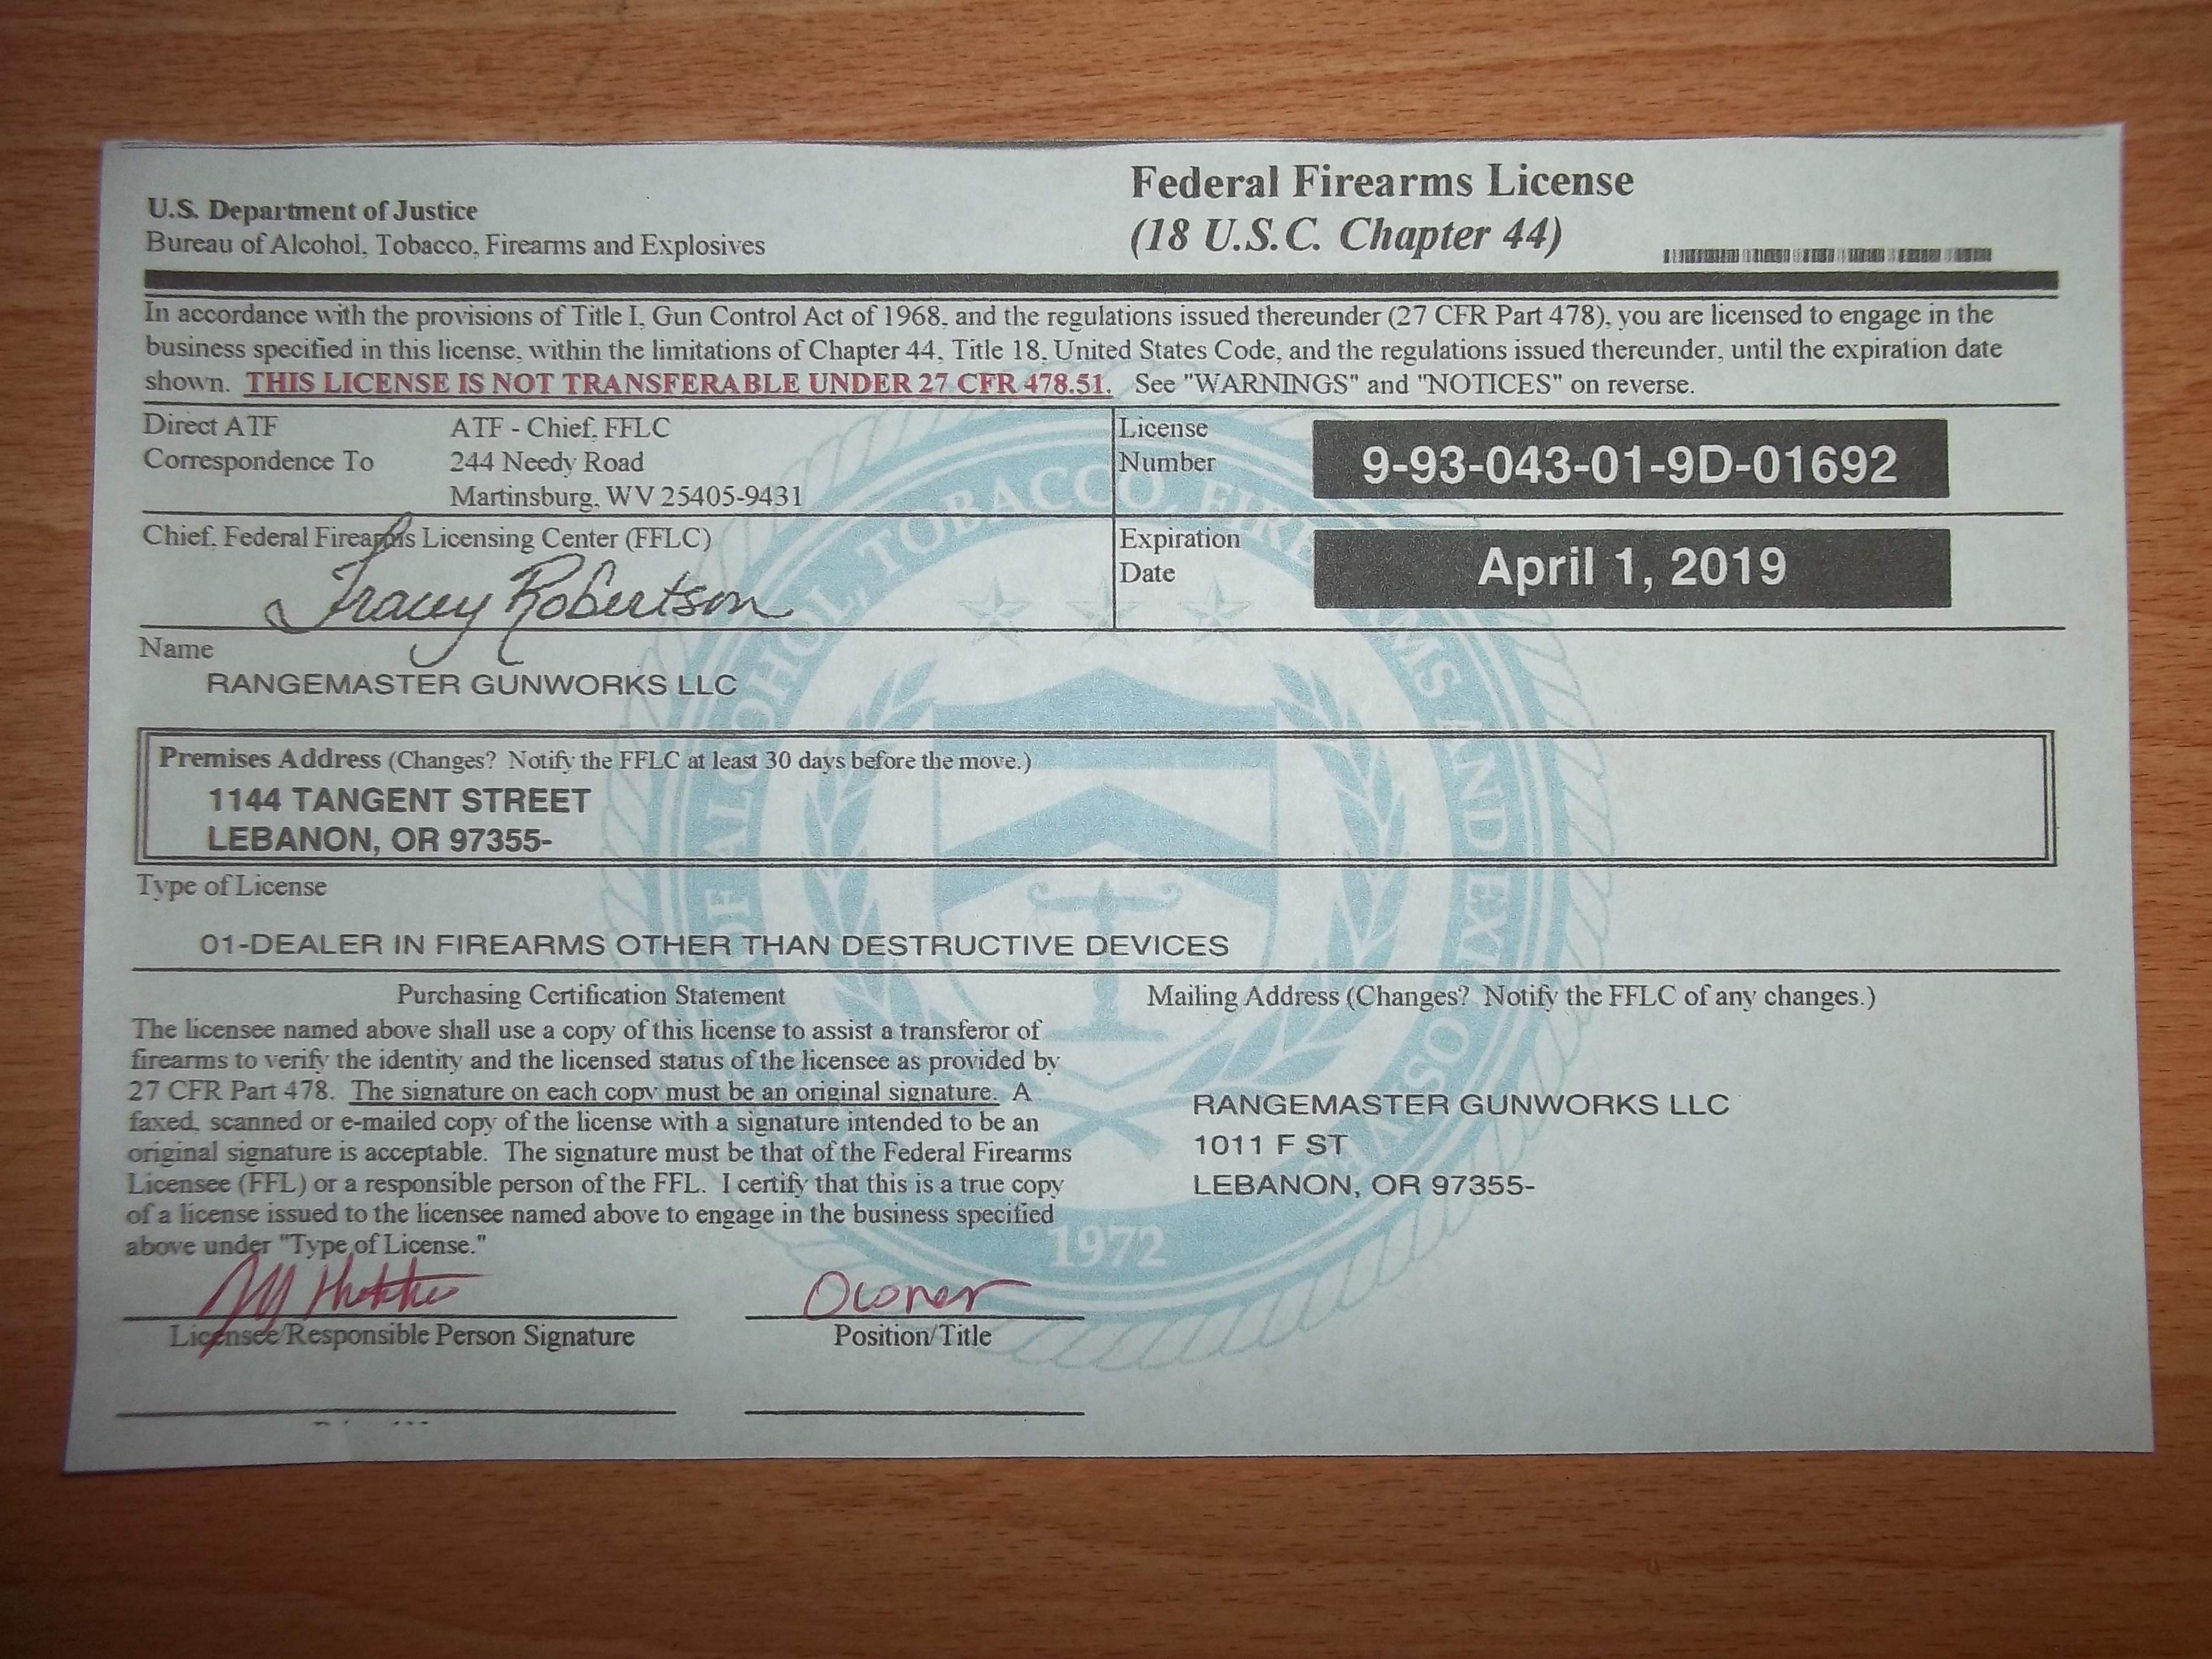 Federal Firearms License
(18 U.S.C. Chapter 44)
U.S. Department of Justice
Bureau of Alcohol, Tobacco, Firearms and Explosives
In accordance with the provisions of Title I, Gun Control Act of 1968, and the regulations issued thereunder (27 CFR Part 478), you are licensed to engage in the
business specified in this license, within the limitations of Chapter 44, Title 18, United States Code, and the regulations issued thereunder, until the expiration date
shown. THIS LICENSE IS NOT TRANSFERABLE UNDER 27 CFR 478.51. See "WARNINGS" and "NOTICES" on reverse.
Direct ATF
Correspondence To
ATF - Chief, FFLC
244 Needy Road
Martinsburg, WV 25405-9431
License
Number
9-93-043-01-9D-01692
Chief, Federal Firearms Licensing Center (FFLC)
Tracey Robertson
Expiration
Date
April 1, 2019
Name
RANGEMASTER GUNWORKS LLC
Premises Address (Changes? Notify the FFLC at least 30 days before the move.)
1144 TANGENT STREET
LEBANON, OR 97355-
Type of License
01-DEALER IN FIREARMS OTHER THAN DESTRUCTIVE DEVICES
Purchasing Certification Statement
The licensee named above shall use a copy of this license to assist a transferor of
firearms to verify the identity and the licensed status of the licensee as provided by
27 CFR Part 478. The signature on each copy must be an original signature. A
faxed, scanned or e-mailed copy of the license with a signature intended to be an
original signature is acceptable. The signature must be that of the Federal Firearms
Licensee (FFL) or a responsible person of the FFL. I certify that this is a true copy
of a license issued to the licensee named above to engage in the business specified
above under "Type of License."
Owner
Licensee/Responsible Person Signature
Position/Title
Mailing Address (Changes? Notify the FFLC of any changes.)
RANGEMASTER GUNWORKS LLC
1011 F ST
LEBANON, OR 97355-
OF ALCOHOL, TOBACCO, FIREARMS AND EXPLOSIVES
1972